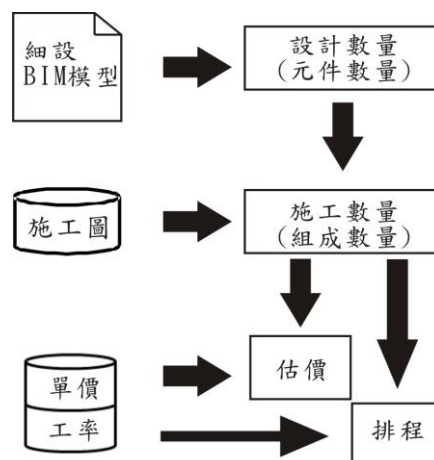 細設
BIM模型
設計數量
(元件數量)
施工圖
施工數量
(組成數量)
單價
估價
工率
排程